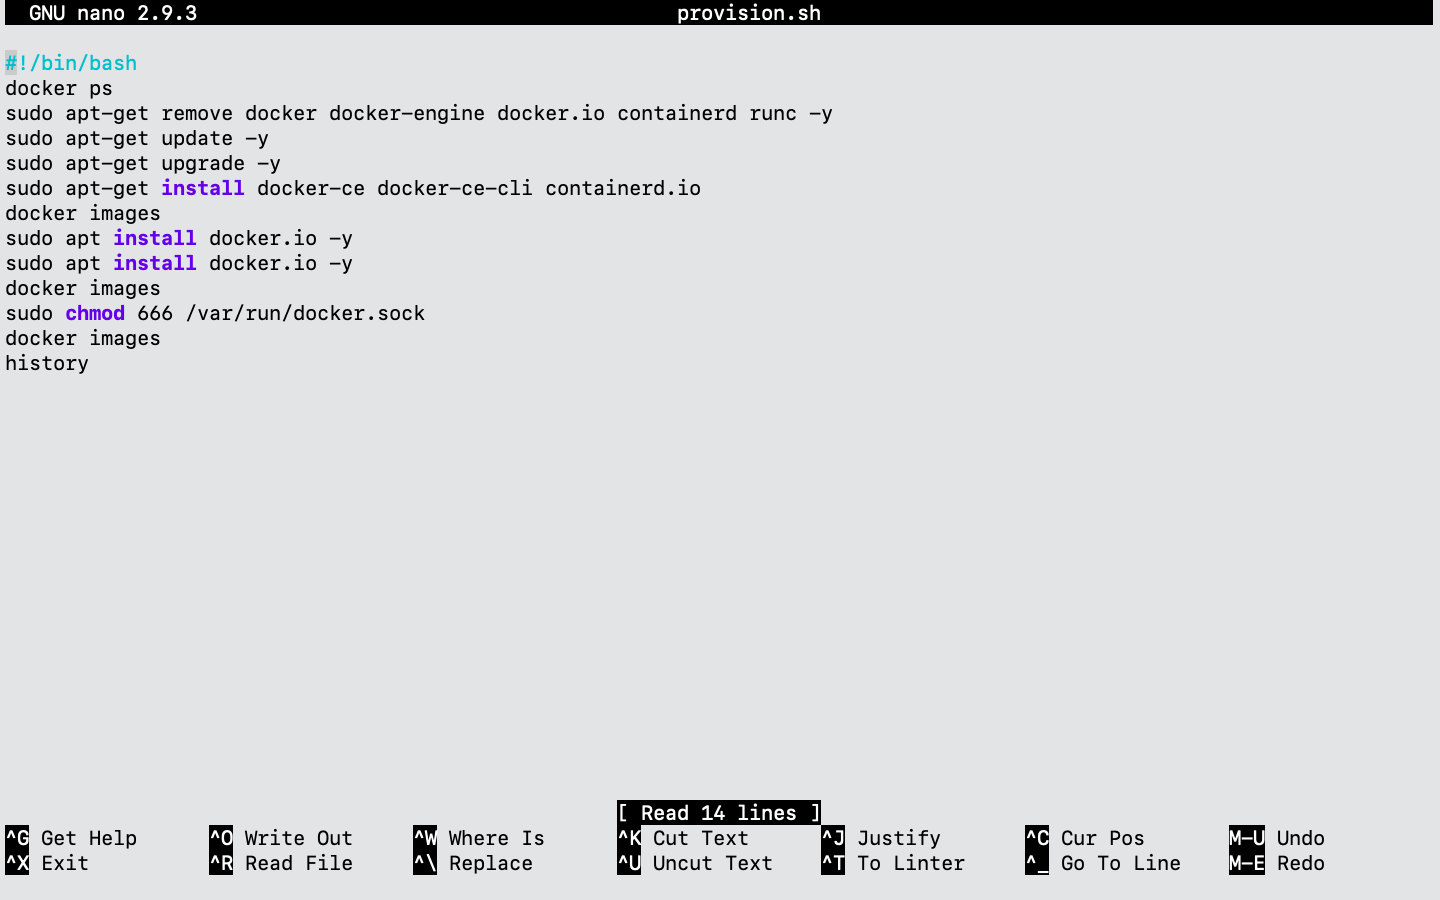 GNU nano 2.9.3 provision.sh
#!/bin/bash
docker ps
sudo apt-get remove docker docker-engine docker.io containerd runc -y
sudo apt-get update -y
sudo apt-get upgrade -y
sudo apt-get install docker-ce docker-ce-cli containerd.io
docker images
sudo apt install docker.io -y
sudo apt install docker.io -y
docker images
sudo chmod 666 /var/run/docker.sock
docker images
history
[ Read 14 lines ]
^G Get Help ^O Write Out ^W Where Is ^K Cut Text ^J Justify ^C Cur Pos M-U Undo
^X Exit ^R Read File ^\ Replace ^U Uncut Text ^T To Linter ^_ Go To Line M-E Redo